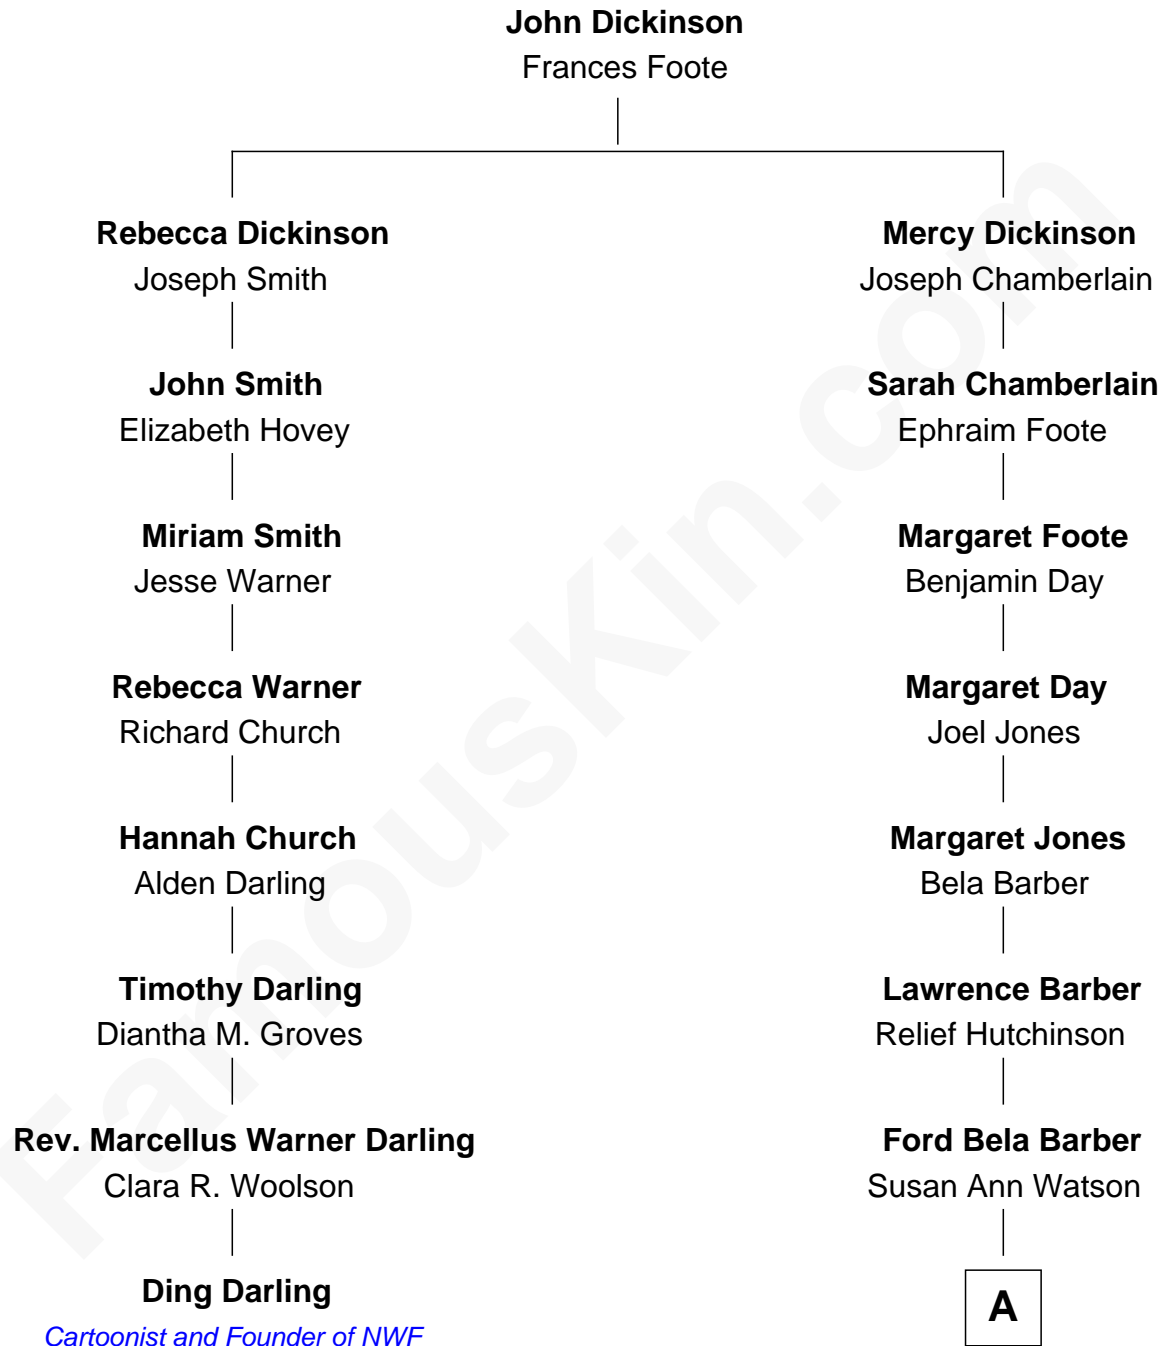 John Dickinson
Frances Foote
Rebecca Dickinson
Joseph Smith
John Smith
Elizabeth Hovey
Miriam Smith
Jesse Warner
Rebecca Warner
Richard Church
Hannah Church
Alden Darling
Timothy Darling
Diantha M. Groves
Rev. Marcellus Warner Darling
Clara R. Woolson
Ding Darling
Cartoonist and Founder of NWF
Mercy Dickinson
Joseph Chamberlain
Sarah Chamberlain
Ephraim Foote
Margaret Foote
Benjamin Day
Margaret Day
Joel Jones
Margaret Jones
Bela Barber
Lawrence Barber
Relief Hutchinson
Ford Bela Barber
Susan Ann Watson
A
FamousKin.com